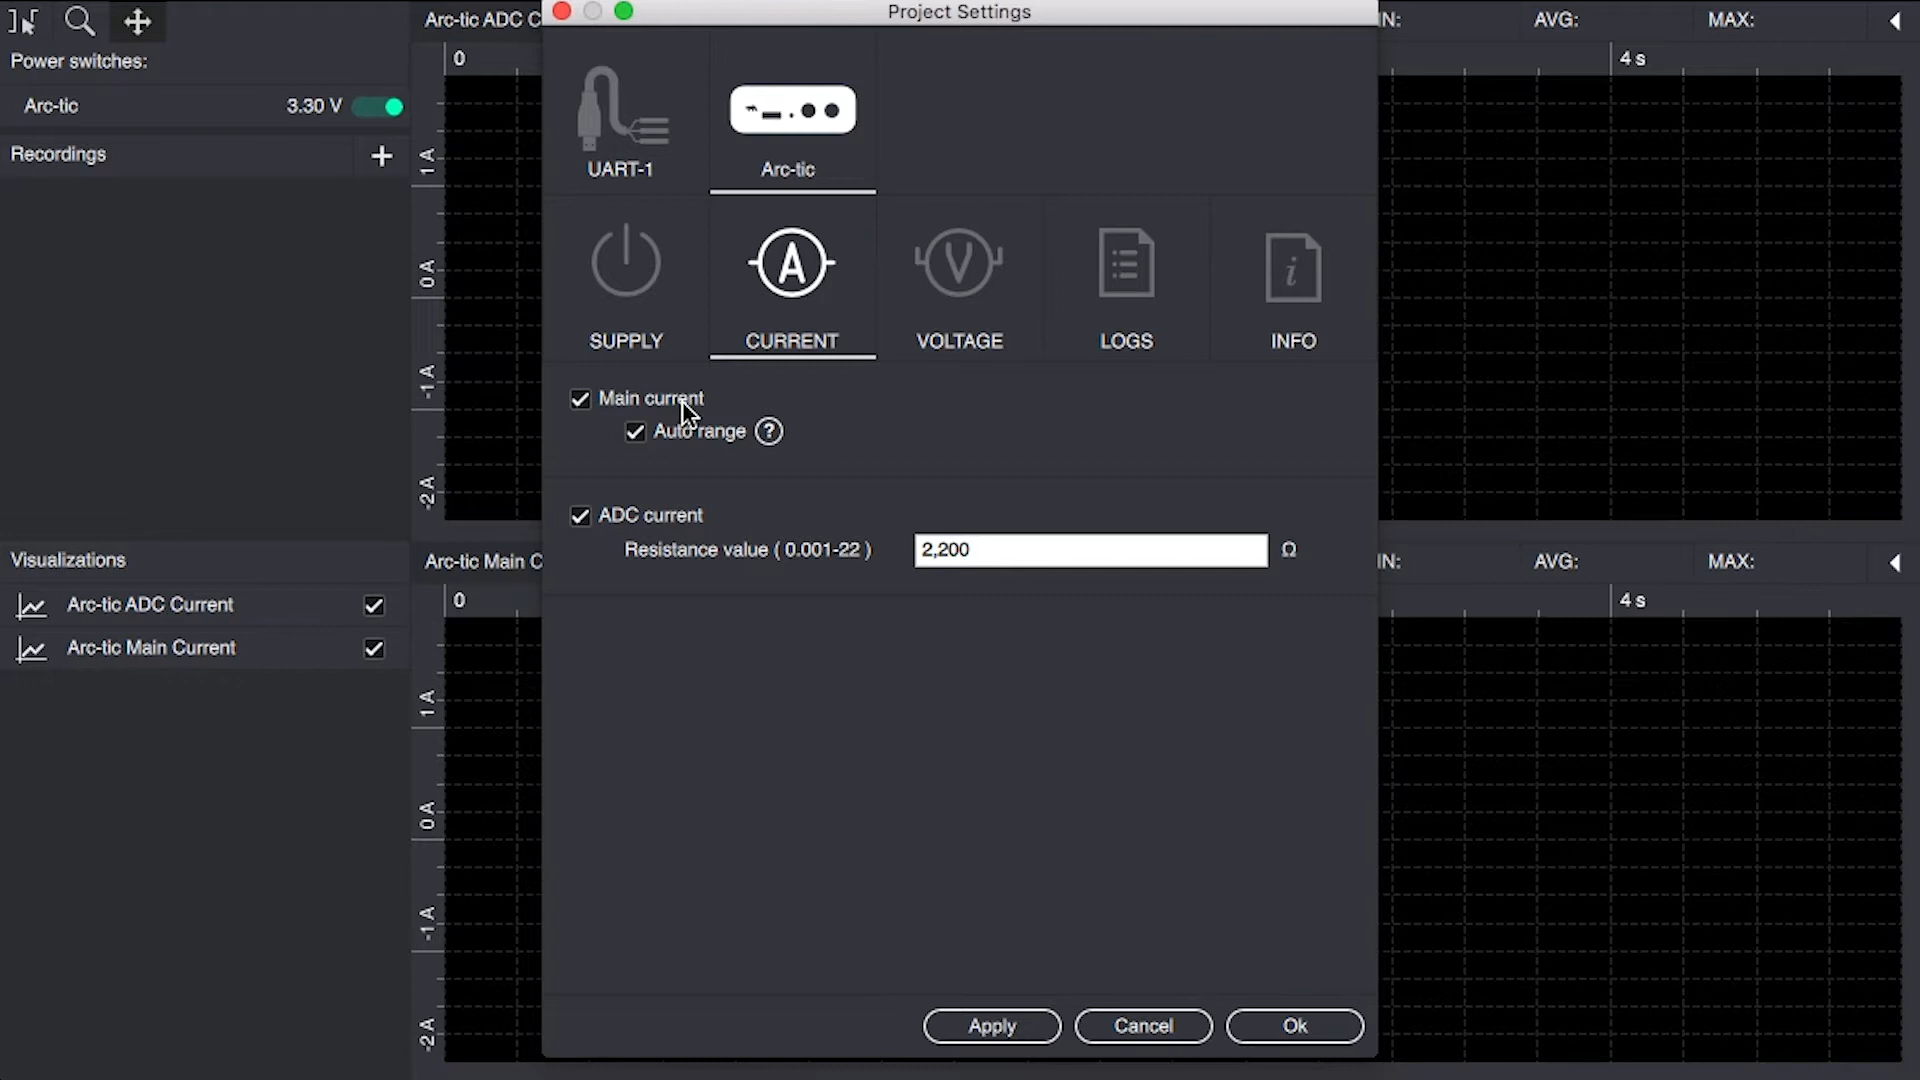 Project Settings
Arc-tic ADC C
IN:
AVG:
MAX:
0
4 s
Power switches:
Arc-tic
3.30 V
Recordings
+
1 A
0 A
-1 A
-2 A
UART-1
Arc-tic
SUPPLY
A
CURRENT
V
VOLTAGE
LOGS
i
INFO
Main current
Auto range
?
ADC current
Resistance value ( 0.001-22 )
2,200
Ω
Visualizations
Arc-tic ADC Current
Arc-tic Main Current
Arc-tic Main C
IN:
AVG:
MAX:
0
4 s
1 A
0 A
-1 A
-2 A
Apply
Cancel
Ok